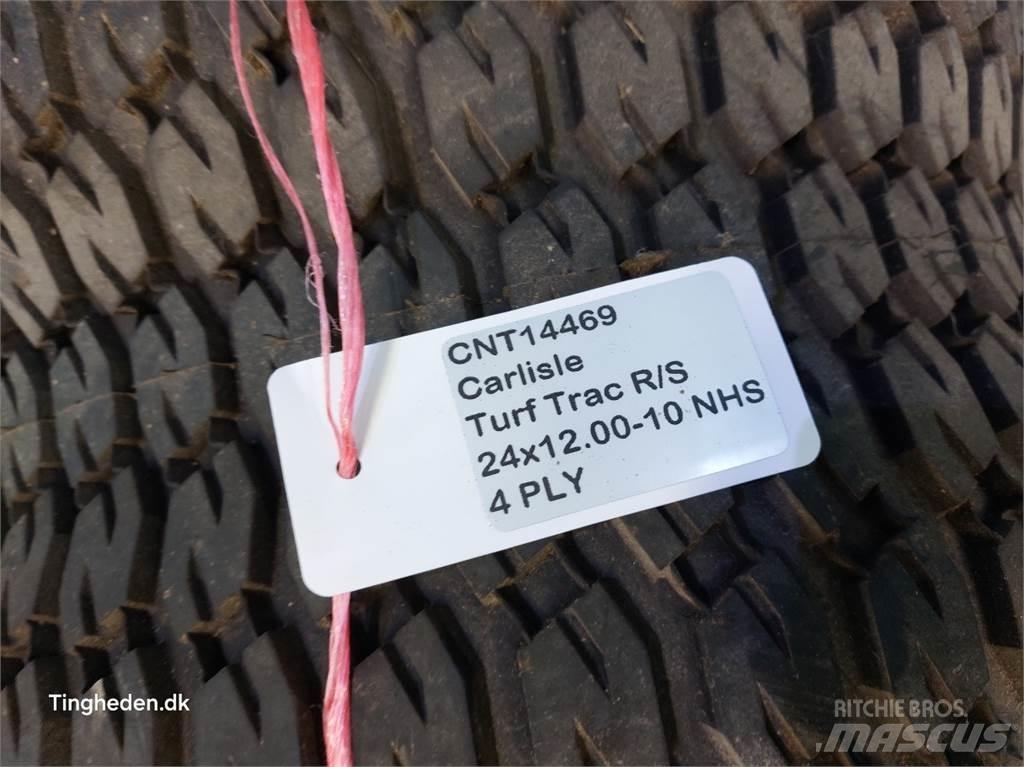 CNT14469
Carlisle
Turf Trac R/S
24x12.00-10 NHS
4 PLY
Tingheden.dk
RITCHIE BROS.
MASCUS